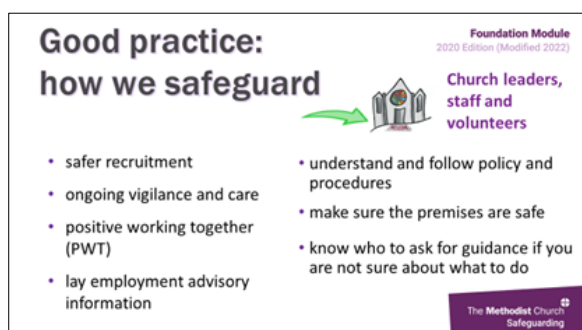 Good practice:
how we safeguard
Foundation Module
2020 Edition (Modified 2022)
Church leaders,
staff and
volunteers
• safer recruitment
• ongoing vigilance and care
• positive working together
(PWT)
• lay employment advisory
information
• understand and follow policy and
procedures
• make sure the premises are safe
• know who to ask for guidance if you
are not sure about what to do
The Methodist Church
Safeguarding